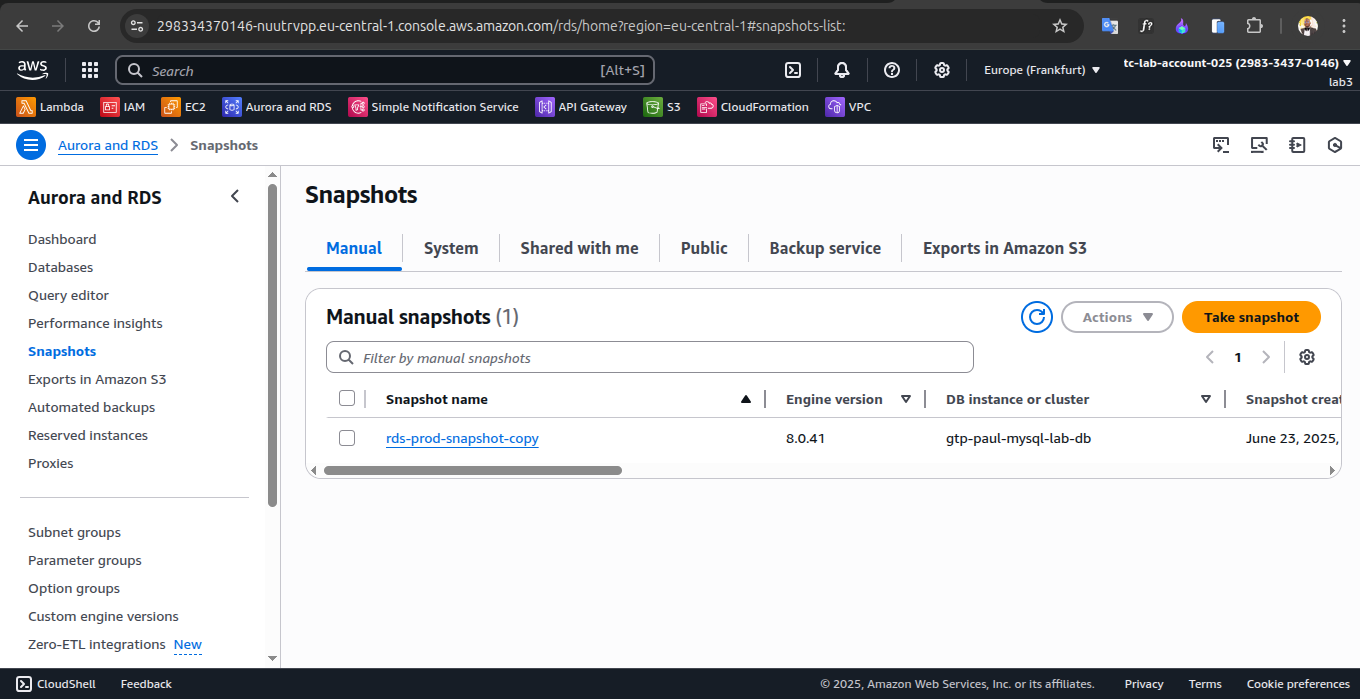 298334370146-nuutrvpp.eu-central-1.console.aws.amazon.com/rds/home?region=eu-central-1#snapshots-list:
aws
Search
[Alt+S]
Europe (Frankfurt)
tc-lab-account-025 (2983-3437-0146)
lab3
Lambda
IAM
EC2
Aurora and RDS
Simple Notification Service
API Gateway
S3
CloudFormation
VPC
Aurora and RDS
Snapshots
Aurora and RDS
Dashboard
Databases
Query editor
Performance insights
Snapshots
Exports in Amazon S3
Automated backups
Reserved instances
Proxies
Subnet groups
Parameter groups
Option groups
Custom engine versions
Zero-ETL integrations New
Snapshots
Manual
System
Shared with me
Public
Backup service
Exports in Amazon S3
Manual snapshots (1)
Actions
Take snapshot
Filter by manual snapshots
1
Snapshot name
Engine version
DB instance or cluster
Snapshot creat
rds-prod-snapshot-copy
8.0.41
gtp-paul-mysql-lab-db
June 23, 2025,
CloudShell
Feedback
© 2025, Amazon Web Services, Inc. or its affiliates.
Privacy
Terms
Cookie preferences